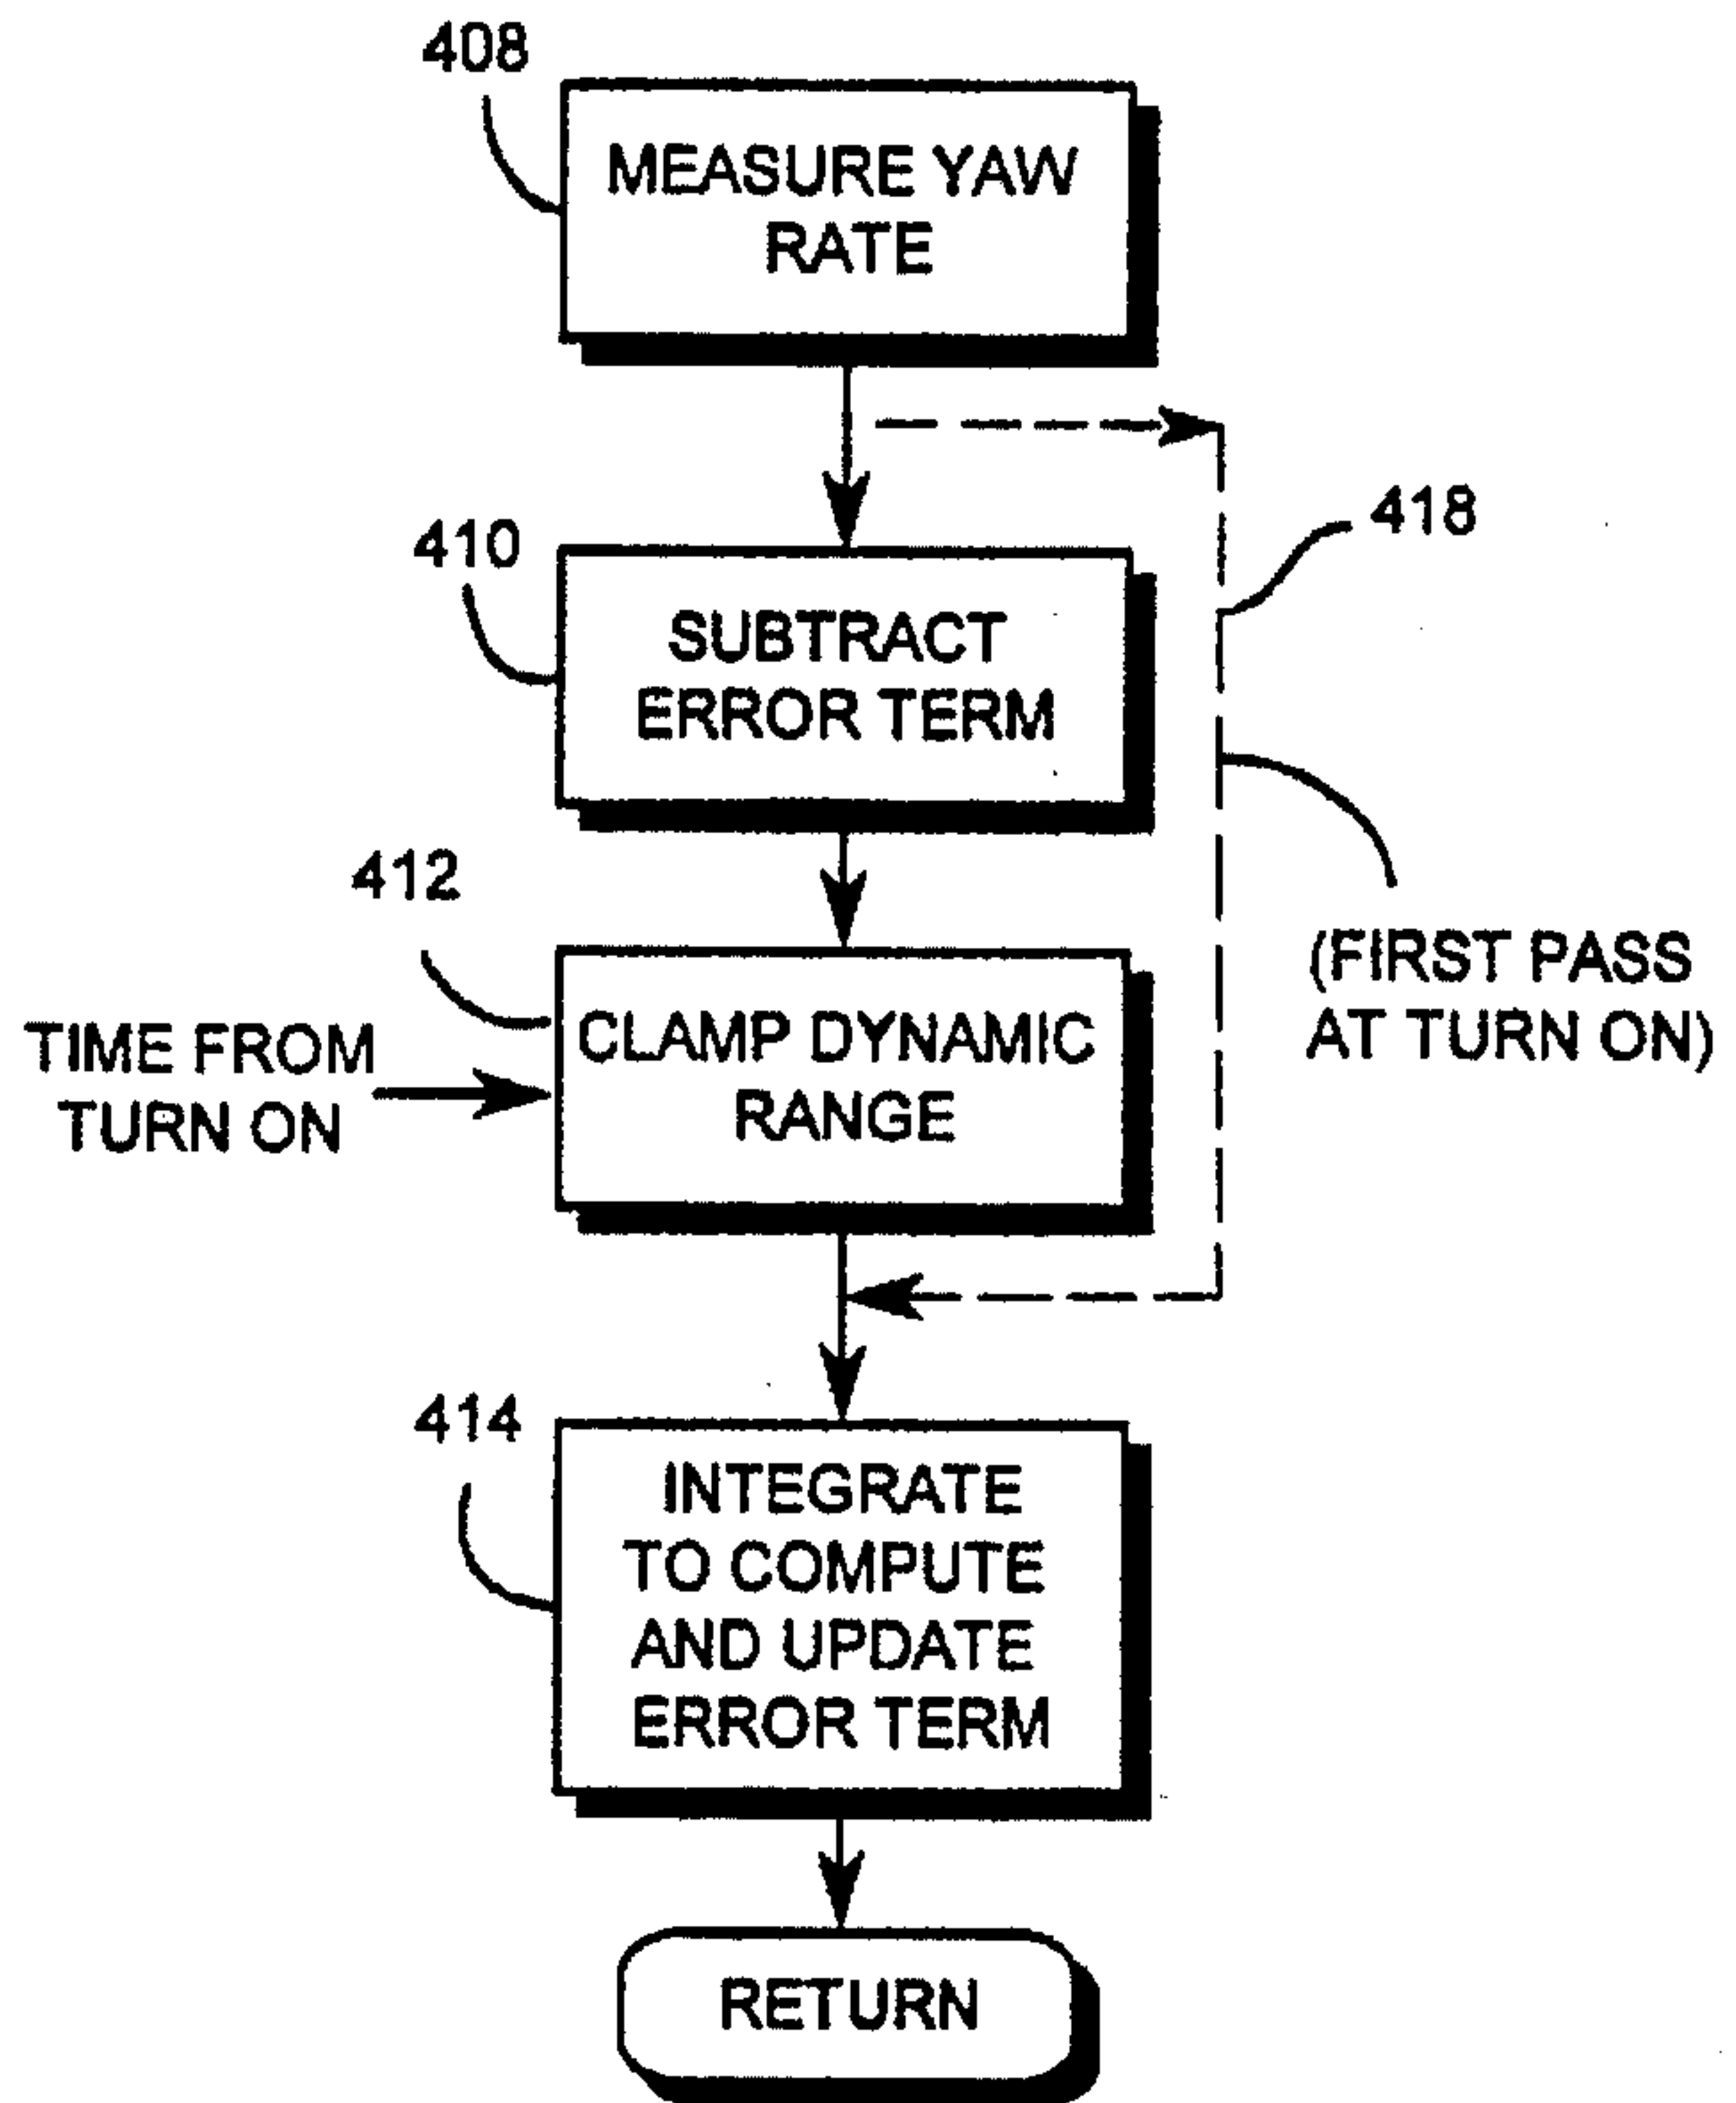 408
MEASURE YAW
RATE
410
SUBTRACT
ERROR TERM
418
412
TIME FROM
TURN ON
CLAMP DYNAMIC
RANGE
(FIRST PASS
AT TURN ON)
414
INTEGRATE
TO COMPUTE
AND UPDATE
ERROR TERM
RETURN